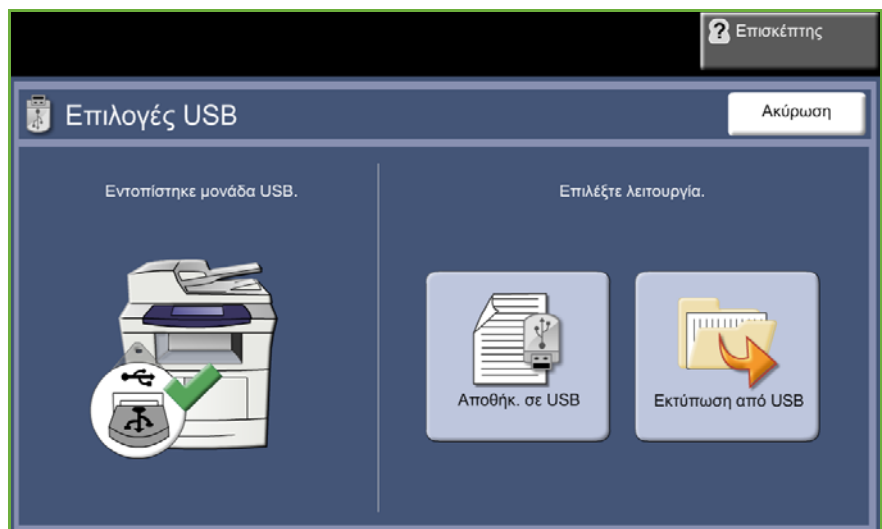 Επισκέπτης
Επιλογές USB
Ακύρωση
Εντοπίστηκε μονάδα USB.
Επιλέξτε λειτουργία.
Αποθήκ. σε USB
Εκτύπωση από USB